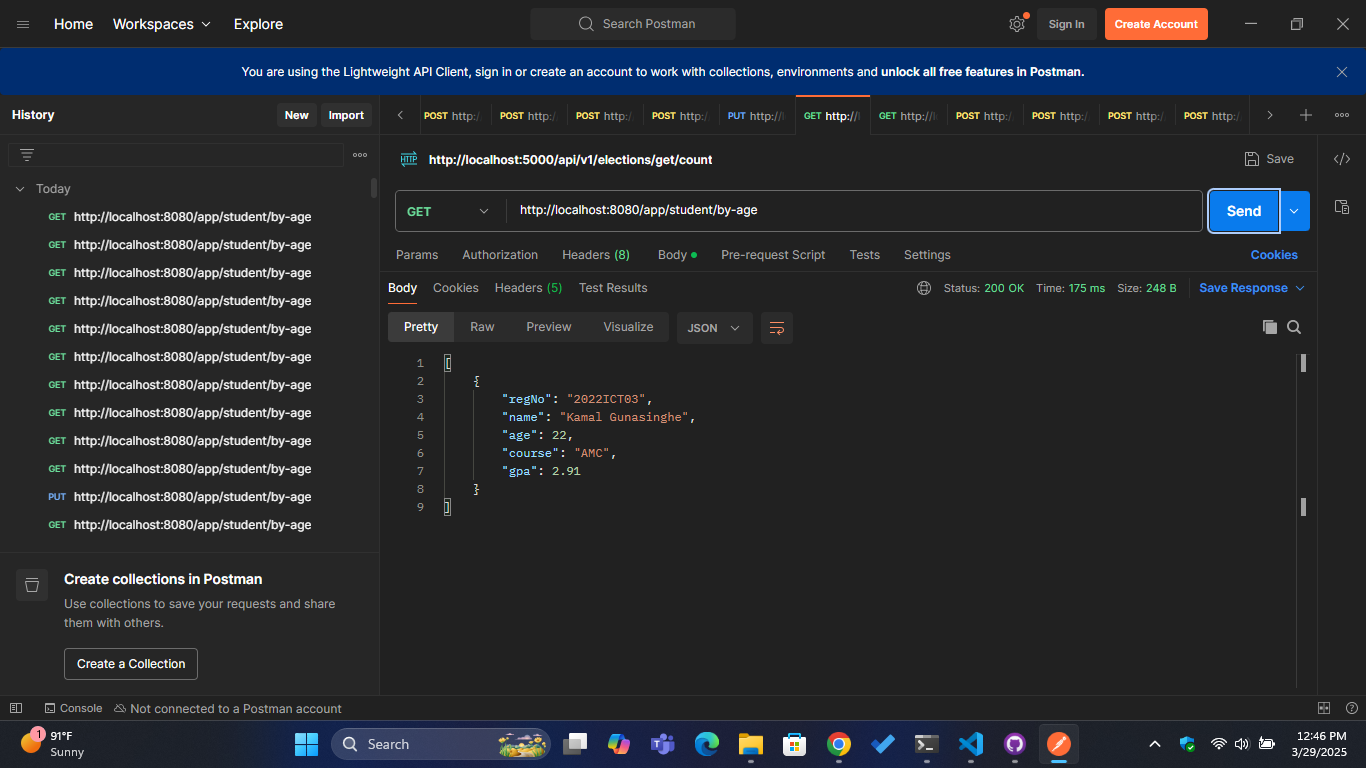 Home Workspaces Explore Search Postman Sign In Create Account
You are using the Lightweight API Client, sign in or create an account to work with collections, environments and unlock all free features in Postman.
History New Import
POST http:/ POST http:/ POST http:/ POST http:/ PUT http:// GET http://l GET http://l POST http:/ POST http:/ POST http:/ POST http:/
HTTP http://localhost:5000/api/v1/elections/get/count Save
Today
GET http://localhost:8080/app/student/by-age
GET http://localhost:8080/app/student/by-age
GET http://localhost:8080/app/student/by-age
GET http://localhost:8080/app/student/by-age
GET http://localhost:8080/app/student/by-age
GET http://localhost:8080/app/student/by-age
GET http://localhost:8080/app/student/by-age
GET http://localhost:8080/app/student/by-age
GET http://localhost:8080/app/student/by-age
GET http://localhost:8080/app/student/by-age
PUT http://localhost:8080/app/student/by-age
GET http://localhost:8080/app/student/by-age
Create collections in Postman
Use collections to save your requests and share
them with others.
Create a Collection
GET http://localhost:8080/app/student/by-age Send
Params Authorization Headers (8) Body Pre-request Script Tests Settings Cookies
Body Cookies Headers (5) Test Results Status: 200 OK Time: 175 ms Size: 248 B Save Response
Pretty Raw Preview Visualize JSON
1 [
2 {
3 "regNo": "2022ICT03",
4 "name": "Kamal Gunasinghe",
5 "age": 22,
6 "course": "AMC",
7 "gpa": 2.91
8 }
9 ]
Console Not connected to a Postman account
1 91°F
Sunny
Search
12:46 PM
3/29/2025